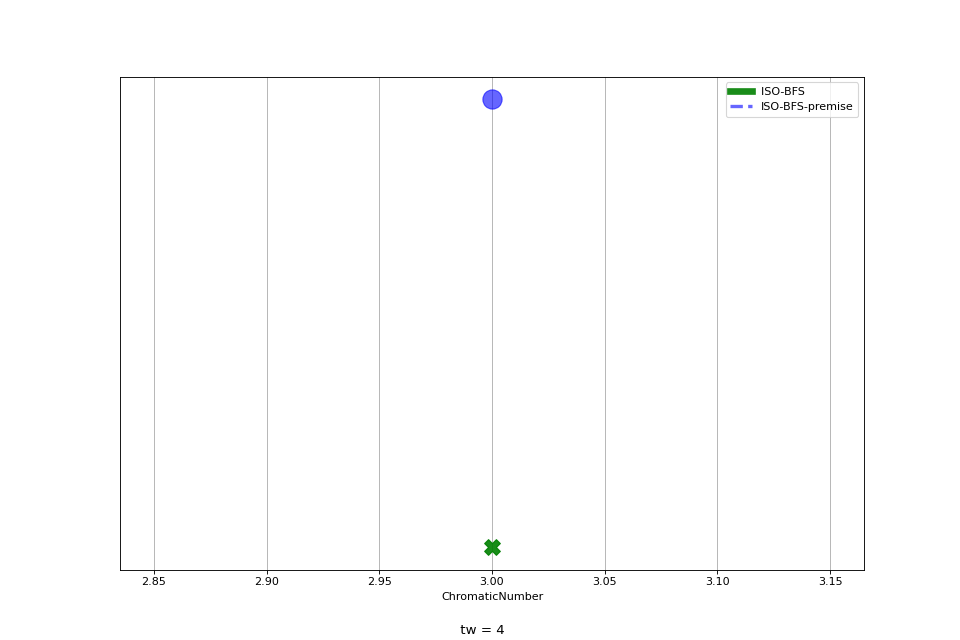 ISO-BFS
ISO-BFS-premise
2.85 2.90 2.95 3.00 3.05 3.10 3.15
ChromaticNumber
tw = 4